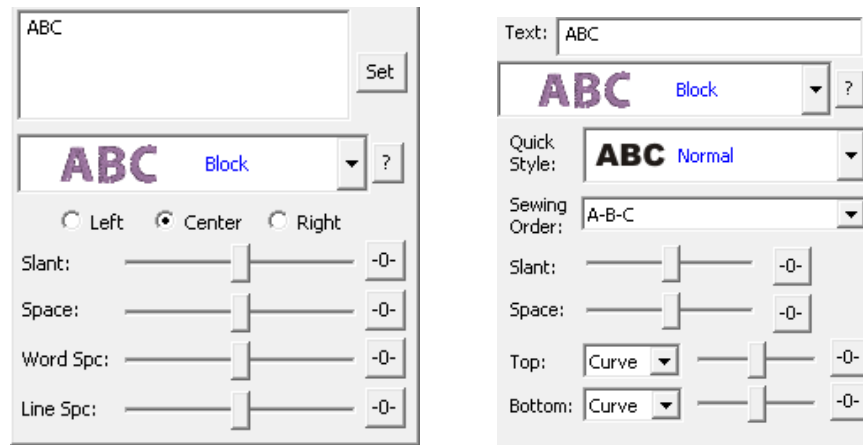 ABC
Set
ABC Block ?
Left Center Right
Slant: -0-
Space: -0-
Word Spc: -0-
Line Spc: -0-
Text: ABC
ABC Block ?
Quick
Style: ABC Normal
Sewing
Order: A-B-C
Slant: -0-
Space: -0-
Top: Curve -0-
Bottom: Curve -0-